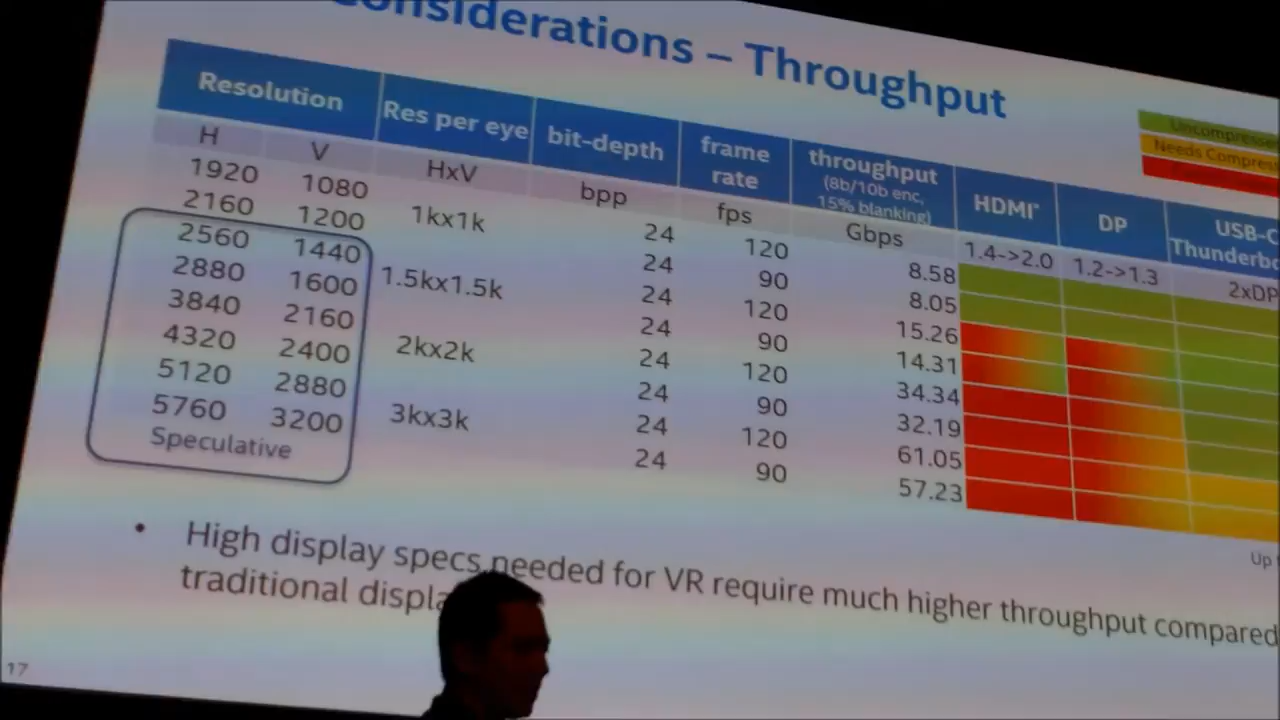 Considerations – Throughput
Uncompresse
Needs Compres
Resolution Res per eye bit-depth frame rate throughput (8b/10b enc, 15% blanking) HDMI* DP USB-C Thunderbo
H V HxV bpp fps Gbps 1.4->2.0 1.2->1.3 2xDP
1920 1080 1kx1k 24 120 8.58
2160 1200 24 90 8.05
2560 1440 1.5kx1.5k 24 120 15.26
2880 1600 24 90 14.31
3840 2160 2kx2k 24 120 34.34
4320 2400 24 90 32.19
5120 2880 3kx3k 24 120 61.05
5760 3200 24 90 57.23
Speculative
Up
• High display specs needed for VR require much higher throughput compared
traditional displa
17